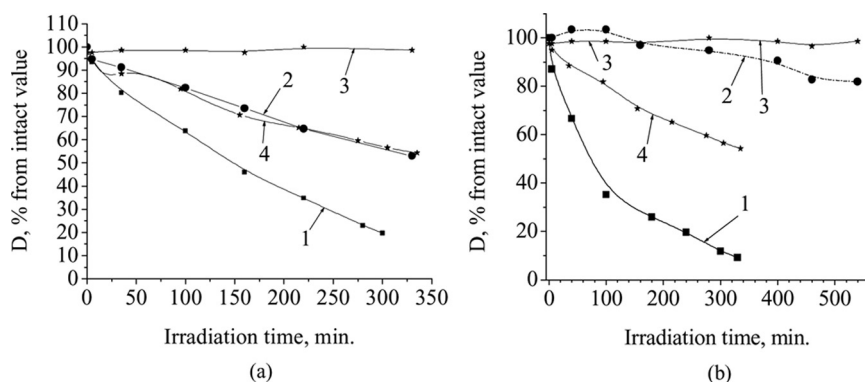 (a)
D, % from intact value
100
95
90
80
70
60
50
40
30
20
10
0
0 50 100 150 200 250 300 350
1
2
3
4
Irradiation time, min.
(a)
(b)
D, % from intact value
100
80
60
40
20
0
0 100 200 300 400 500
3
2
3
4
1
Irradiation time, min.
(b)